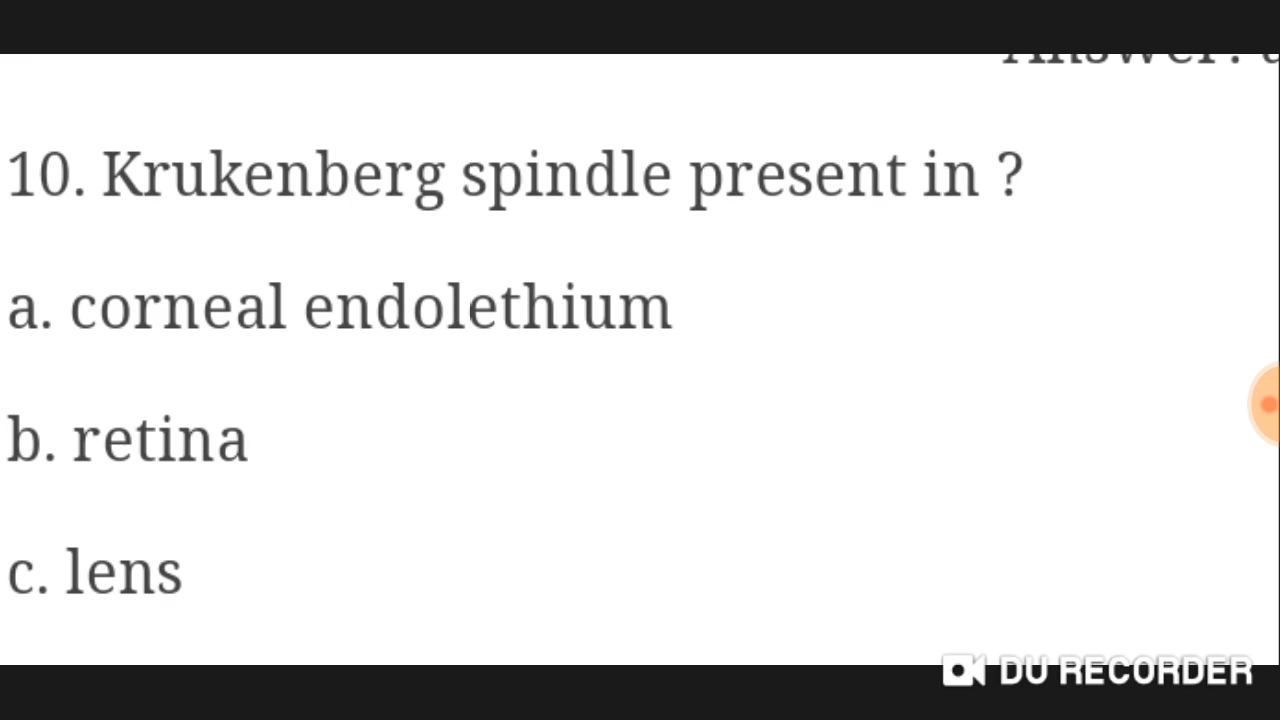 10. Krukenberg spindle present in ?
a. corneal endolethium
b. retina
c. lens
DU RECORDER